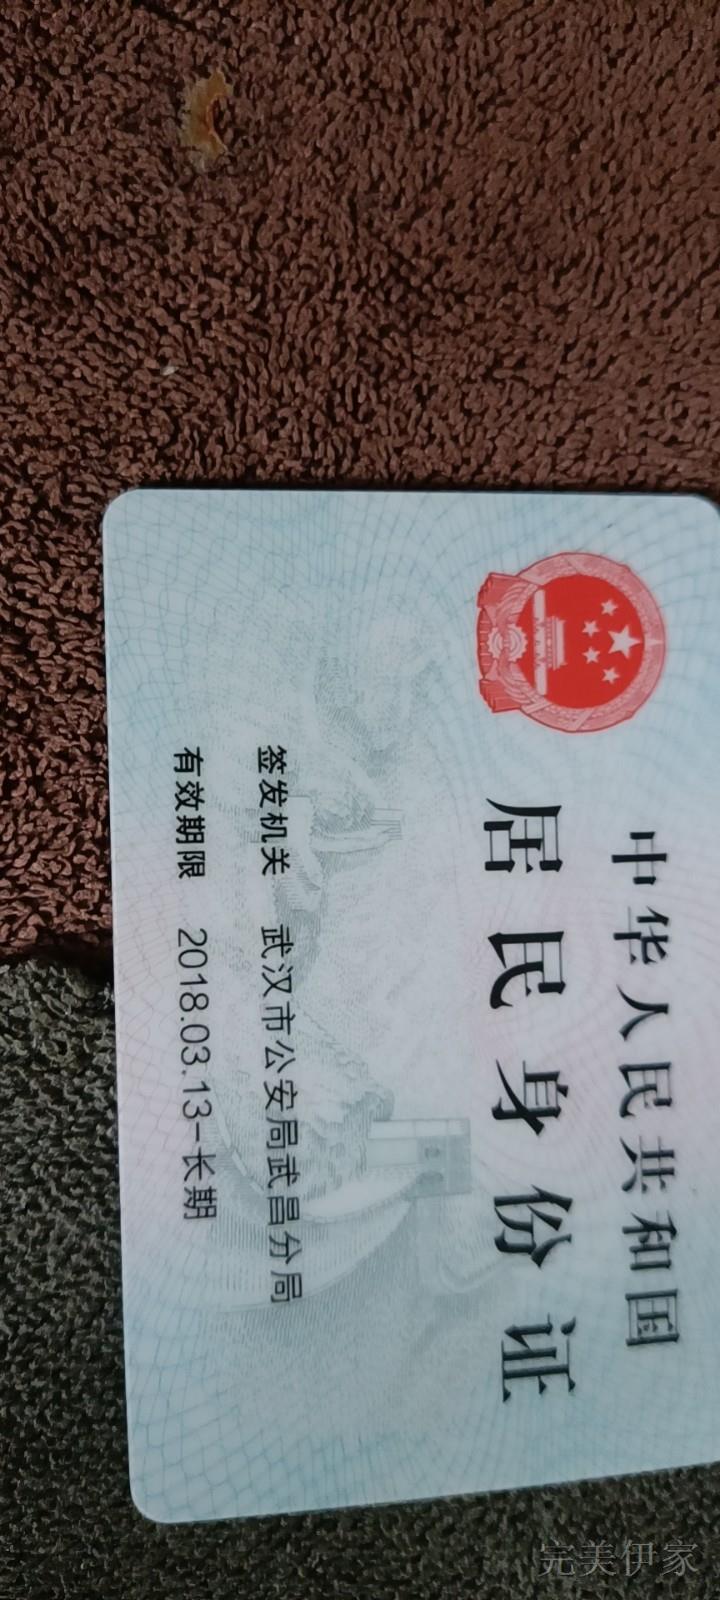 中华人民共和国
居民身份证
签发机关 武汉市公安局武昌分局
有效期限 2018.03.13-长期
完美伊家